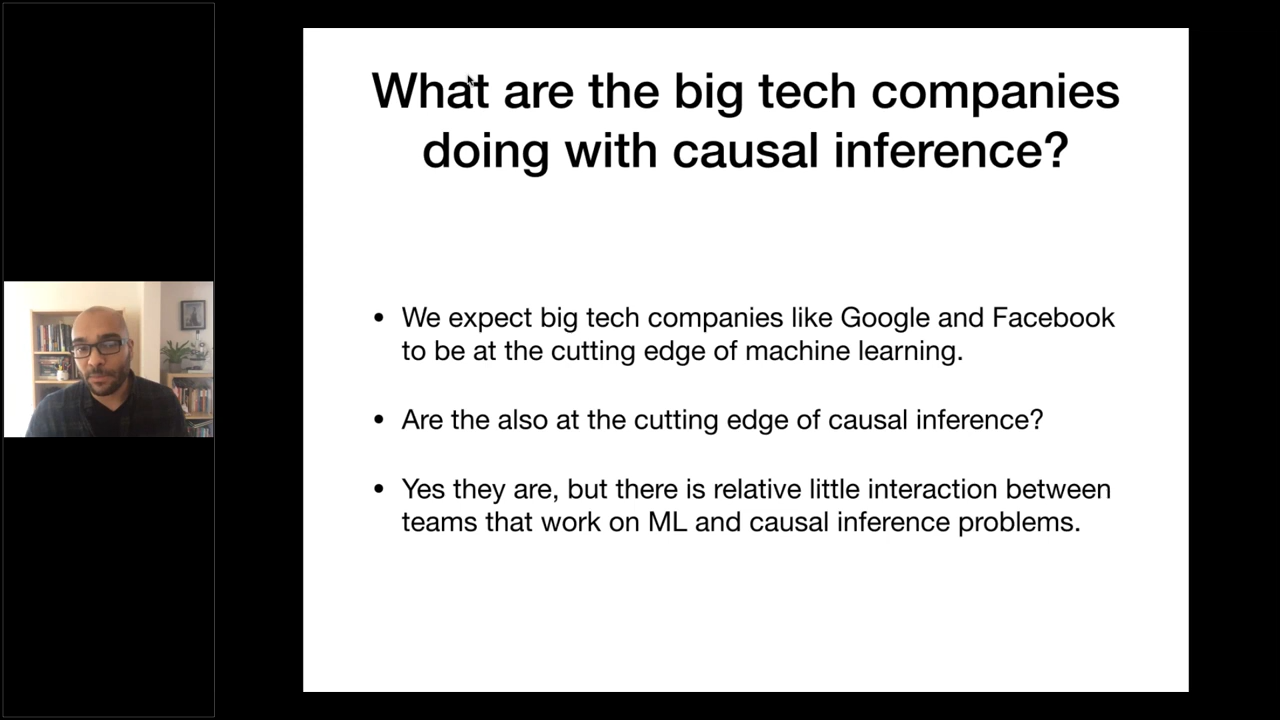 What are the big tech companies
doing with causal inference?
• We expect big tech companies like Google and Facebook
to be at the cutting edge of machine learning.
• Are the also at the cutting edge of causal inference?
• Yes they are, but there is relative little interaction between
teams that work on ML and causal inference problems.